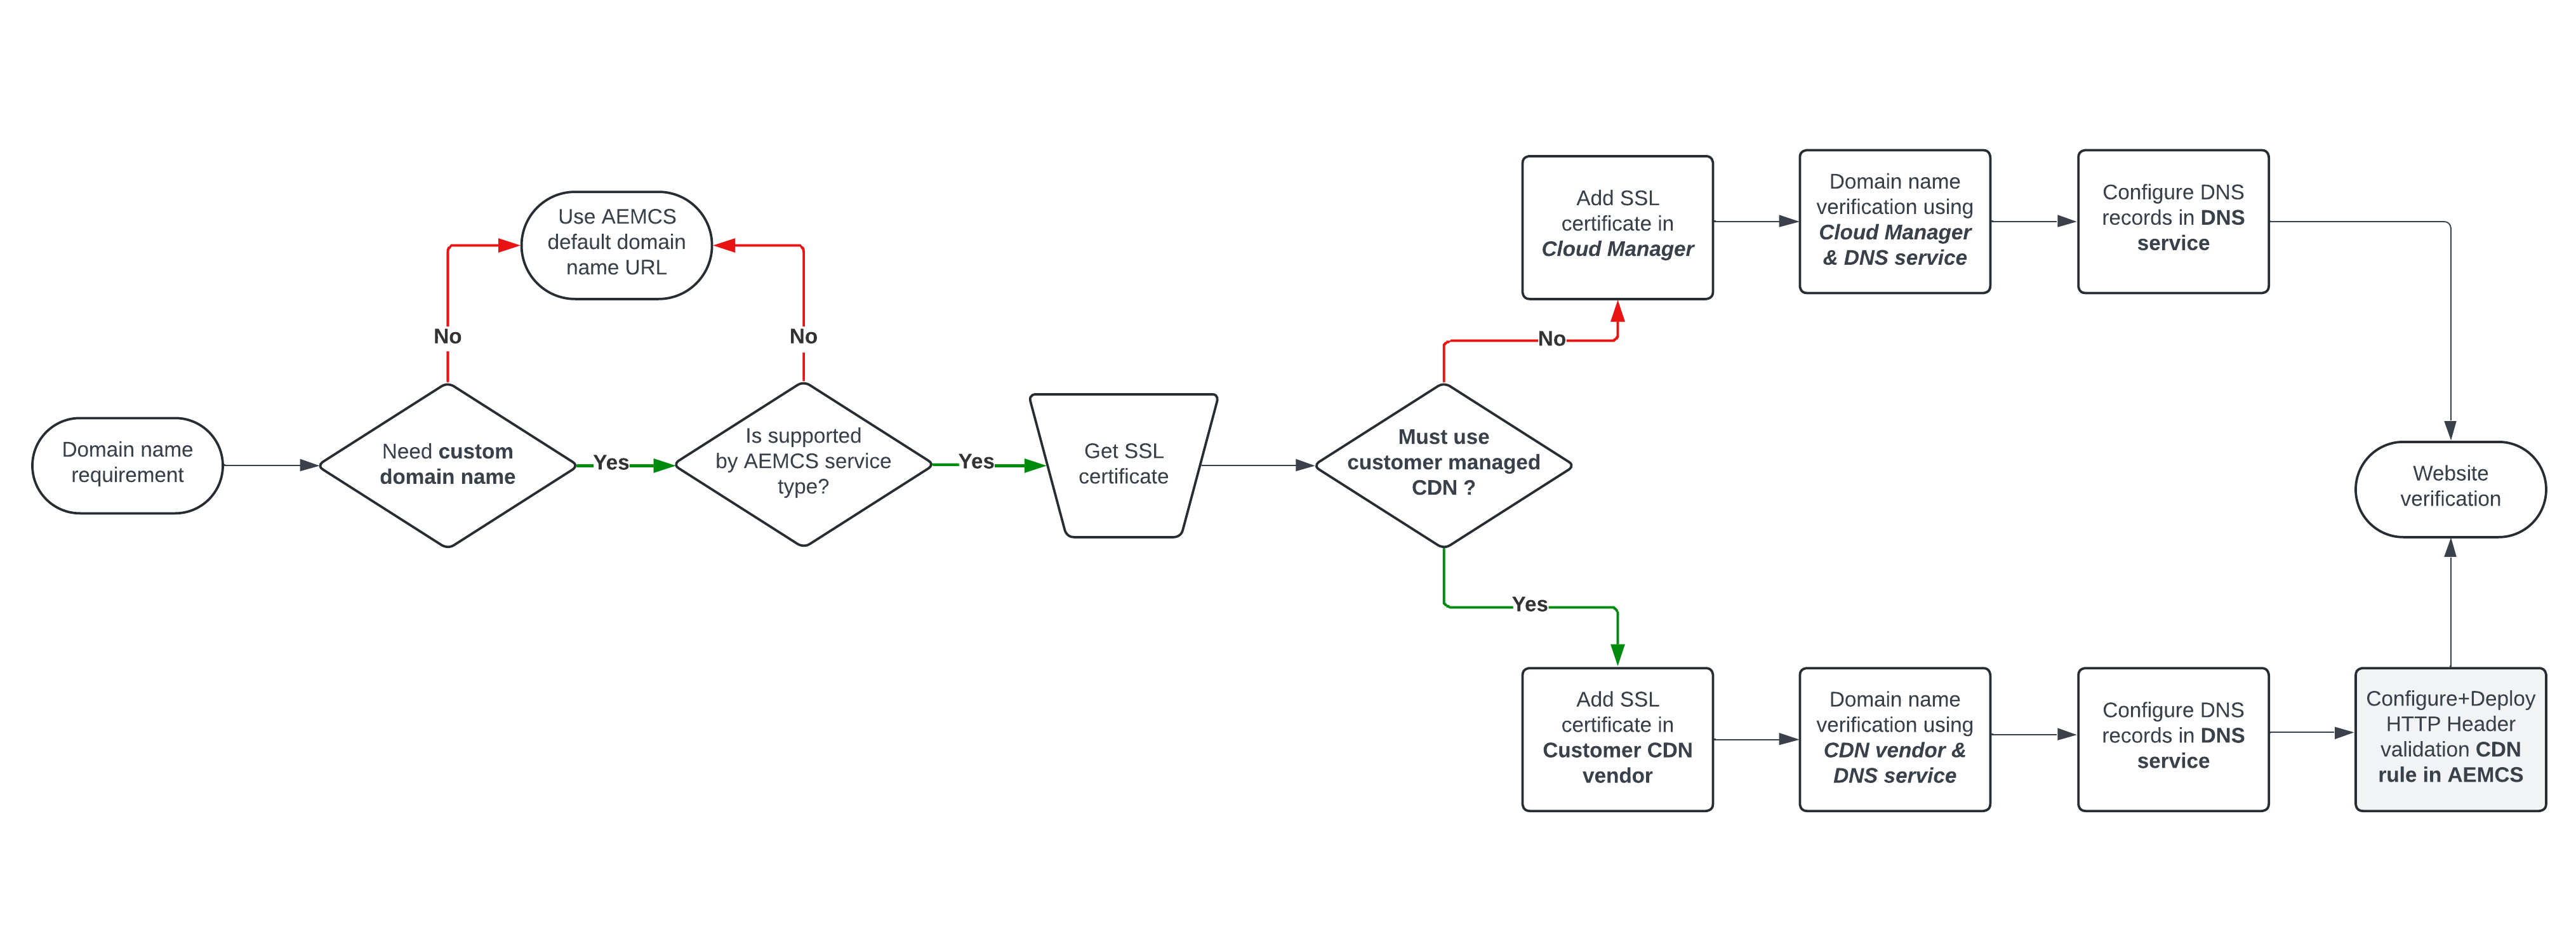 Domain name
requirement
Need custom
domain name
No
Use AEMCS
default domain
name URL
Yes
Is supported
by AEMCS service
type?
No
Yes
Get SSL
certificate
Must use
customer managed
CDN ?
No
Add SSL
certificate in
Cloud Manager
Domain name
verification using
Cloud Manager
& DNS service
Configure DNS
records in DNS
service
Yes
Add SSL
certificate in
Customer CDN
vendor
Domain name
verification using
CDN vendor &
DNS service
Configure DNS
records in DNS
service
Configure+Deploy
HTTP Header
validation CDN
rule in AEMCS
Website
verification